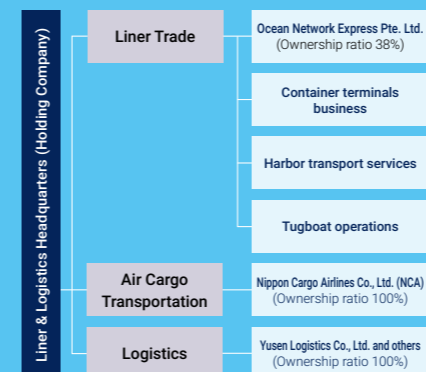 Liner & Logistics Headquarters (Holding Company)
Liner Trade
Ocean Network Express Pte. Ltd.
(Ownership ratio 38%)
Container terminals
business
Harbor transport services
Tugboat operations
Air Cargo
Transportation
Nippon Cargo Airlines Co., Ltd. (NCA)
(Ownership ratio 100%)
Logistics
Yusen Logistics Co., Ltd. and others
(Ownership ratio 100%)